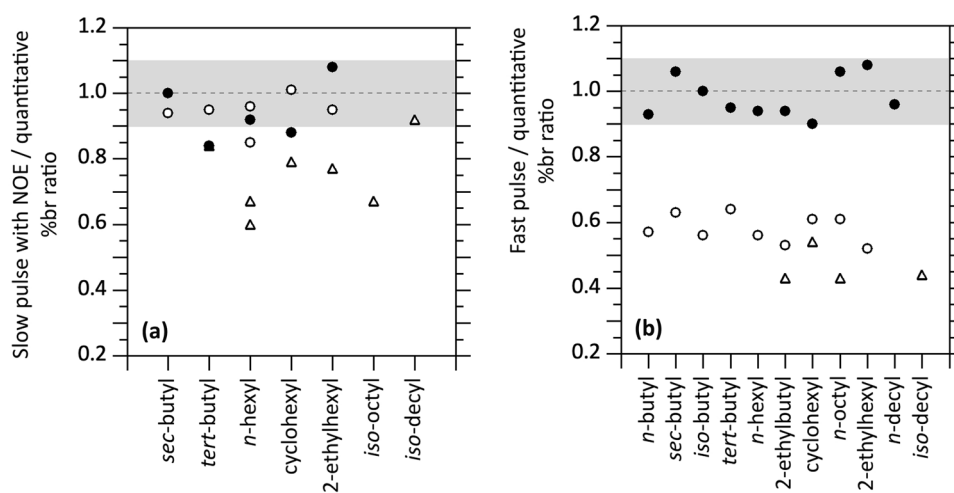 Slow pulse with NOE / quantitative
%br ratio
1.2
1.0
0.8
0.6
0.4
0.2
(a)
sec-butyl
tert-butyl
n-hexyl
cyclohexyl
2-ethylhexyl
iso-octyl
iso-decyl
Fast pulse / quantitative
%br ratio
1.2
1.0
0.8
0.6
0.4
0.2
(b)
n-butyl
sec-butyl
iso-butyl
tert-butyl
n-hexyl
2-ethylbutyl
cyclohexyl
n-octyl
2-ethylhexyl
n-decyl
iso-decyl